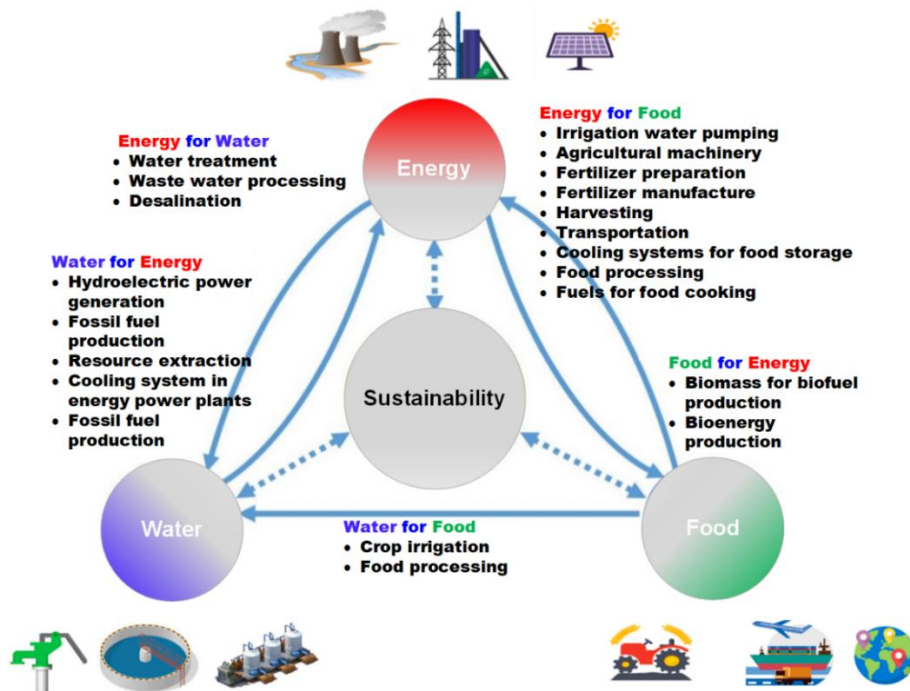 Energy for Water
• Water treatment
• Waste water processing
• Desalination
Energy
Energy for Food
• Irrigation water pumping
• Agricultural machinery
• Fertilizer preparation
• Fertilizer manufacture
• Harvesting
• Transportation
• Cooling systems for food storage
• Food processing
• Fuels for food cooking
Water for Energy
• Hydroelectric power
generation
• Fossil fuel
production
• Resource extraction
• Cooling system in
energy power plants
• Fossil fuel
production
Sustainability
Food for Energy
• Biomass for biofuel
production
• Bioenergy
production
Water
Water for Food
• Crop irrigation
• Food processing
Food